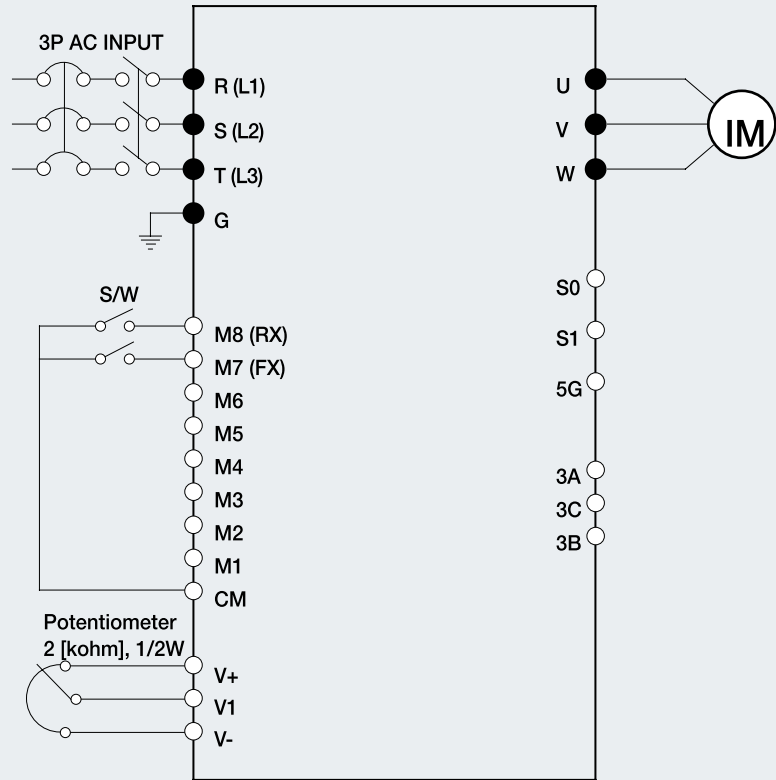 3P AC INPUT
R (L1)
S (L2)
T (L3)
G
U
V
W
IM
S/W
M8 (RX)
M7 (FX)
M6
M5
M4
M3
M2
M1
CM
S0
S1
5G
3A
3C
3B
Potentiometer
2 [kohm], 1/2W
V+
V1
V-